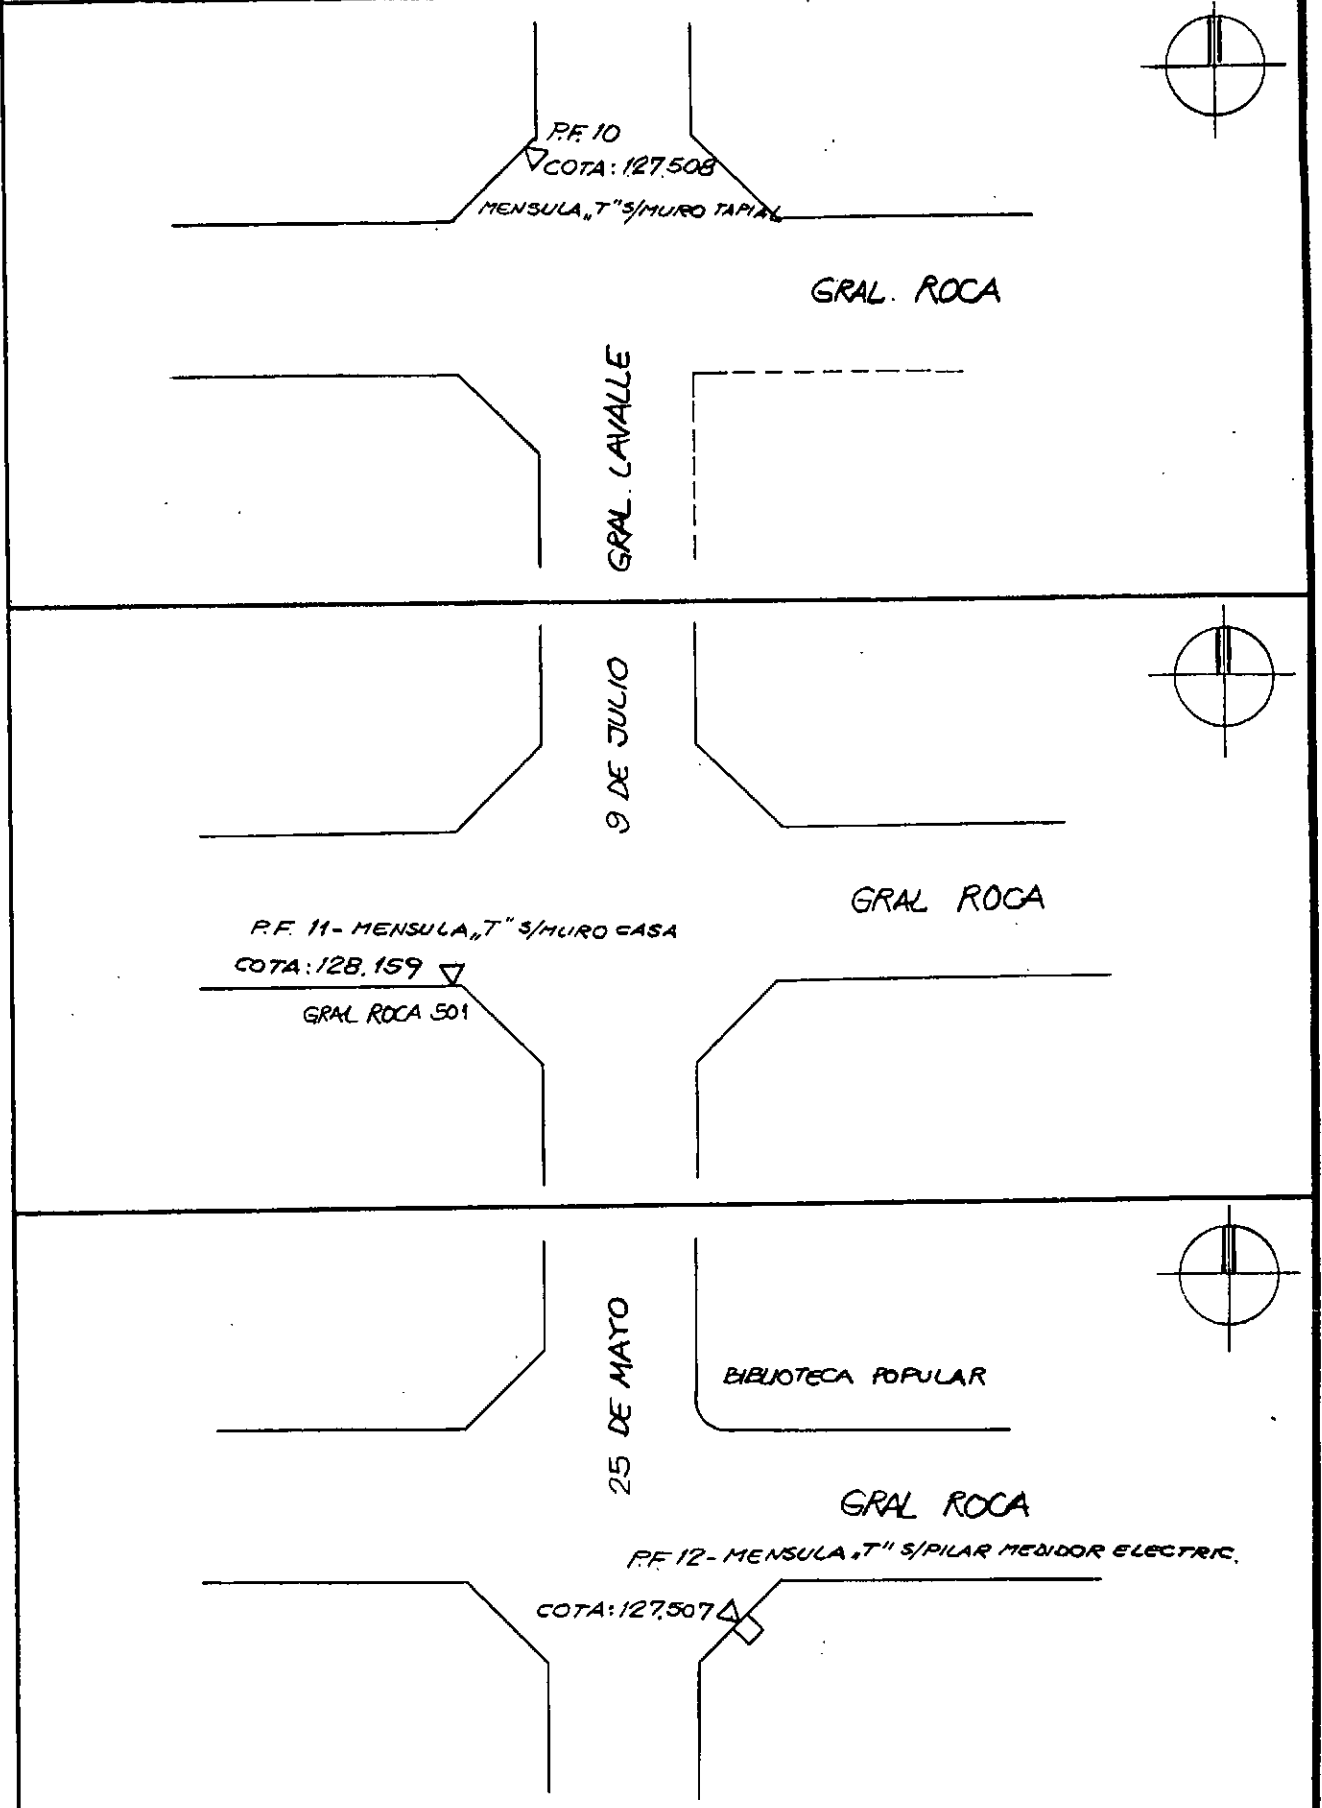 P.F. 10
COTA: 127.508
MENSULA „T" S/MURO TAPIAL
GRAL. ROCA
GRAL. LAVALLE
9 DE JULIO
GRAL ROCA
P.F. 11 - MENSULA „T" S/MURO CASA
COTA: 128.159
GRAL ROCA 501
25 DE MAYO
BIBLIOTECA POPULAR
GRAL ROCA
P.F. 12 - MENSULA „T" S/PILAR MEDIDOR ELECTRIC.
COTA: 127.507